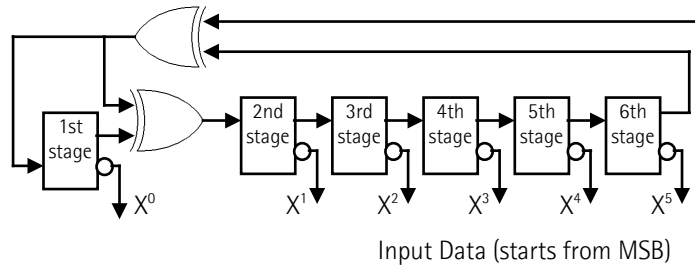 1st stage
2nd stage
3rd stage
4th stage
5th stage
6th stage
X⁰
X¹
X²
X³
X⁴
X⁵
Input Data (starts from MSB)